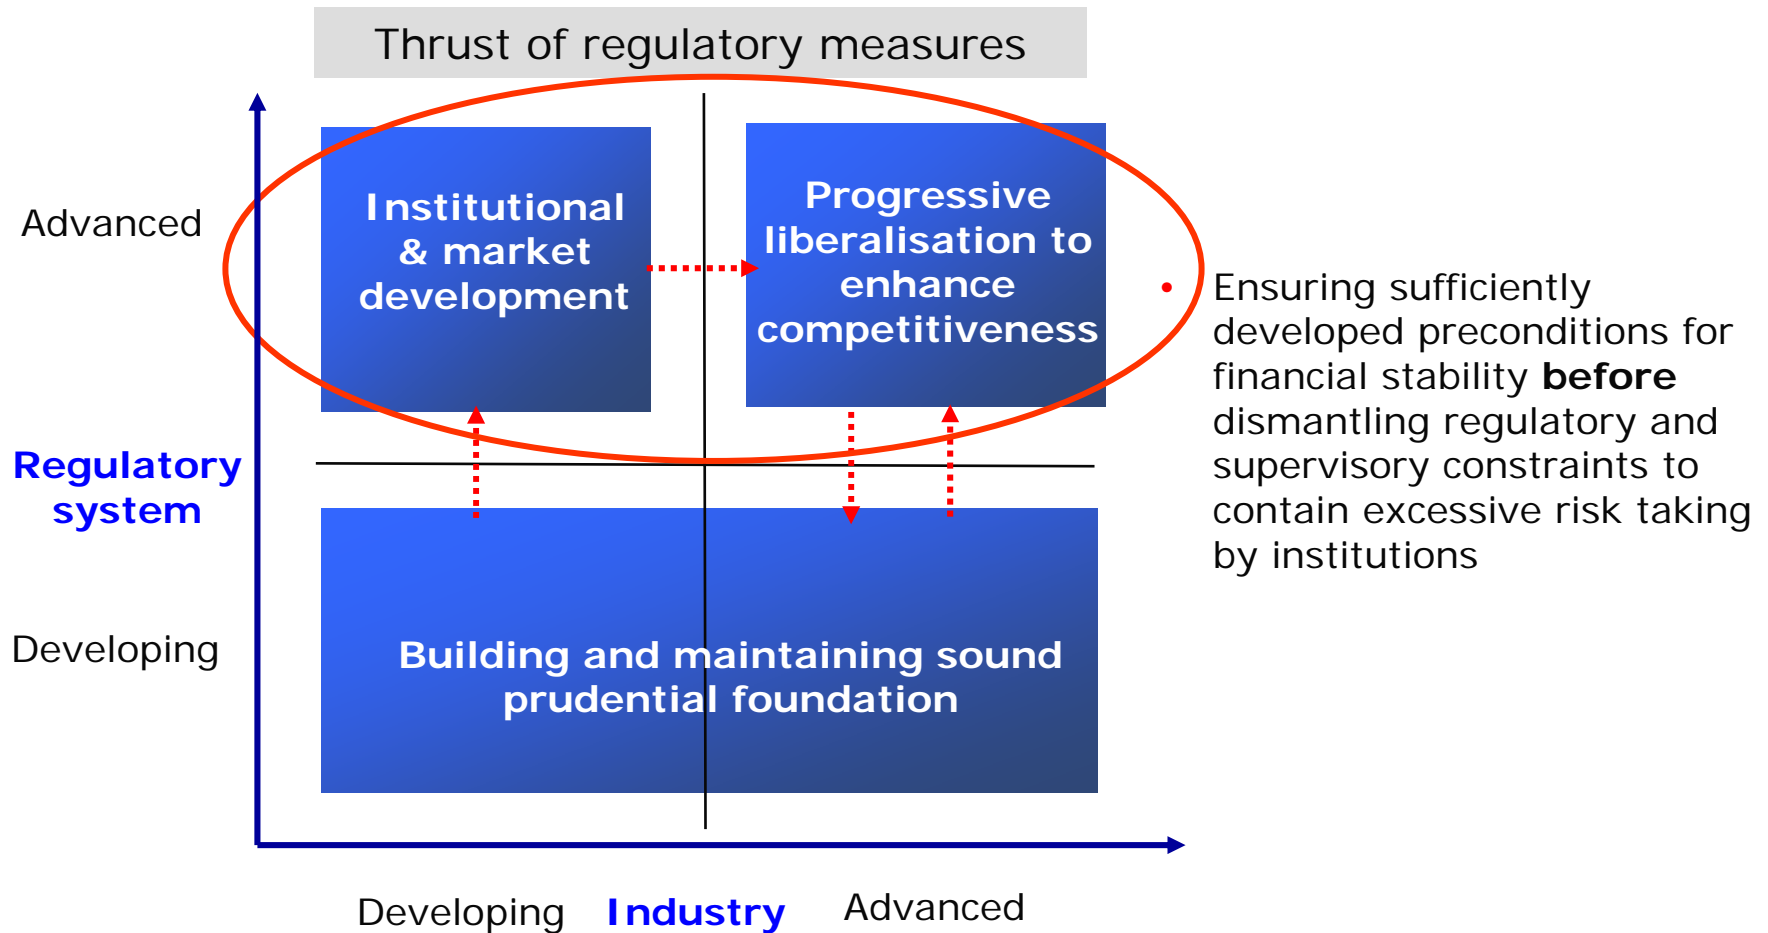 Thrust of regulatory measures
Advanced
Institutional
& market
development
Progressive
liberalisation to
enhance
competitiveness
• Ensuring sufficiently
developed preconditions for
financial stability before
dismantling regulatory and
supervisory constraints to
contain excessive risk taking
by institutions
Regulatory
system
Developing
Building and maintaining sound
prudential foundation
Developing Industry Advanced